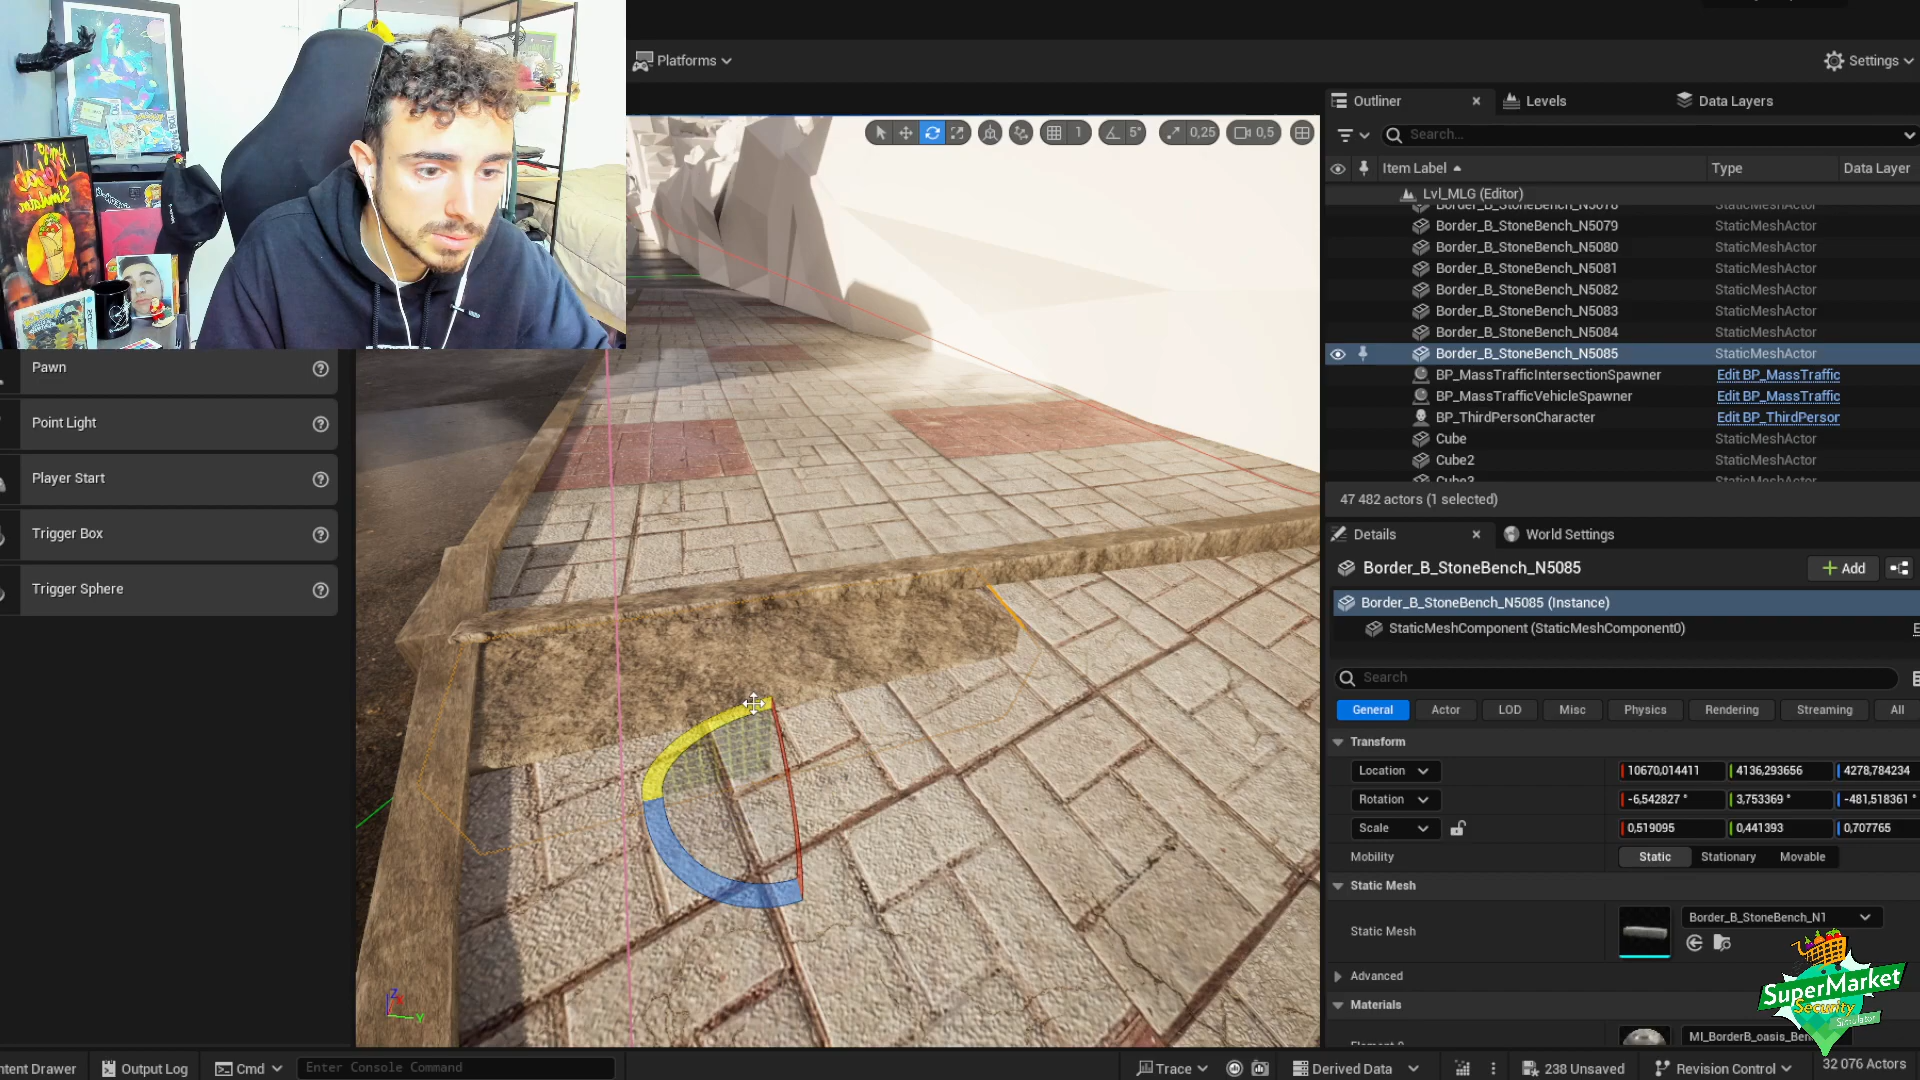 Platforms
Settings
Outliner
Levels
Data Layers
1
5°
0,25
0,5
Search...
Item Label
Type
Data Layer
Lvl_MLG (Editor)
Border_B_StoneBench_N5079
StaticMeshActor
Border_B_StoneBench_N5080
StaticMeshActor
Border_B_StoneBench_N5081
StaticMeshActor
Border_B_StoneBench_N5082
StaticMeshActor
Border_B_StoneBench_N5083
StaticMeshActor
Border_B_StoneBench_N5084
StaticMeshActor
Border_B_StoneBench_N5085
StaticMeshActor
BP_MassTrafficIntersectionSpawner
Edit BP_MassTraffic
BP_MassTrafficVehicleSpawner
Edit BP_MassTraffic
BP_ThirdPersonCharacter
Edit BP_ThirdPerson
Cube
StaticMeshActor
Cube2
StaticMeshActor
47 482 actors (1 selected)
Pawn
Point Light
Player Start
Trigger Box
Trigger Sphere
Details
World Settings
Border_B_StoneBench_N5085
Add
Border_B_StoneBench_N5085 (Instance)
StaticMeshComponent (StaticMeshComponent0)
Search
General
Actor
LOD
Misc
Physics
Rendering
Streaming
All
Transform
Location
10670,014411
4136,293656
4278,784234
Rotation
-6,542827 °
3,753369 °
-481,518361 °
Scale
0,519095
0,441393
0,707765
Mobility
Static
Stationary
Movable
Static Mesh
Static Mesh
Border_B_StoneBench_N1
Advanced
Materials
MI_BorderB_oasis_Ben
SuperMarket
Security
Simulator
Z
Y
ntent Drawer
Output Log
Cmd
Enter Console Command
Trace
Derived Data
238 Unsaved
Revision Control
32 076 Actors